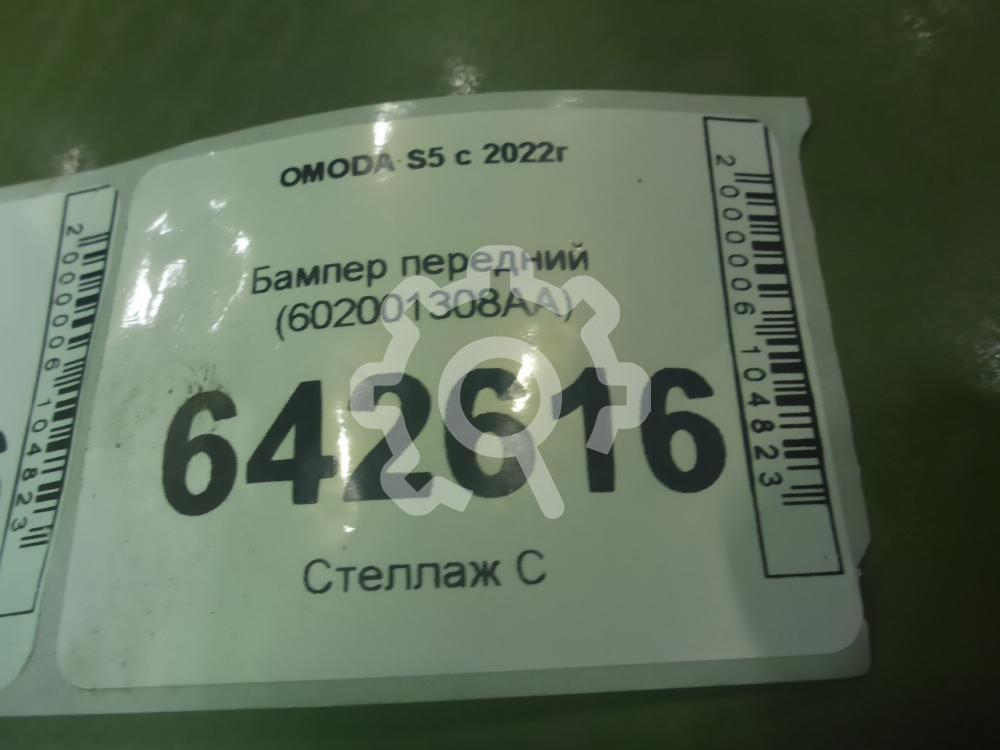 OMODA S5 с 2022г
Бампер передний
(602001308AA)
642616
Стеллаж С
2000006104823
2000006104823